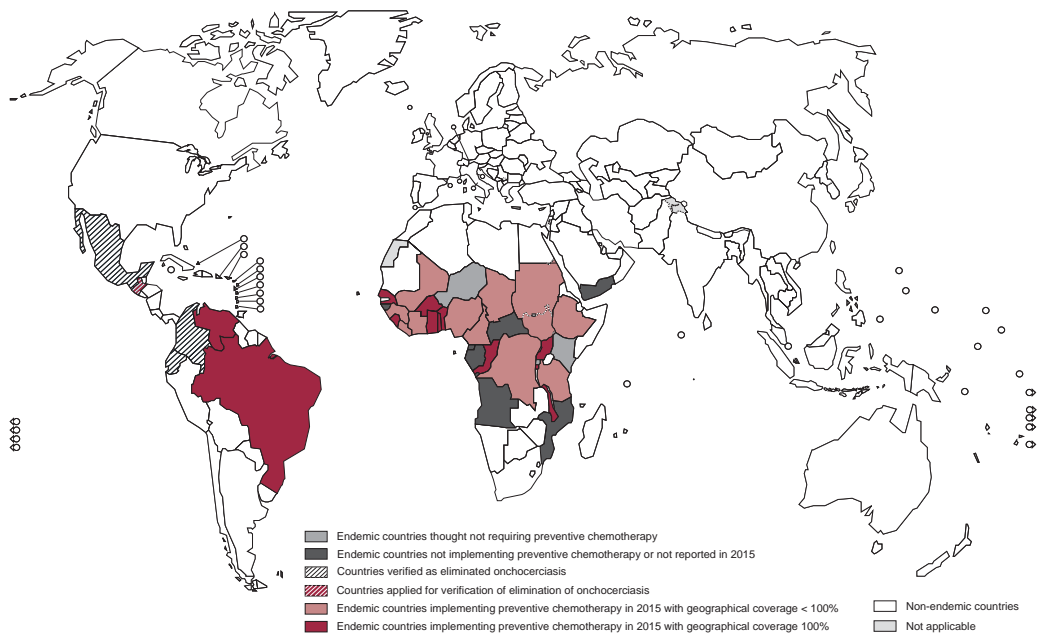 Endemic countries thought not requiring preventive chemotherapy
Endemic countries not implementing preventive chemotherapy or not reported in 2015
Countries verified as eliminated onchocerciasis
Countries applied for verification of elimination of onchocerciasis
Endemic countries implementing preventive chemotherapy in 2015 with geographical coverage < 100%
Endemic countries implementing preventive chemotherapy in 2015 with geographical coverage 100%
Non-endemic countries
Not applicable